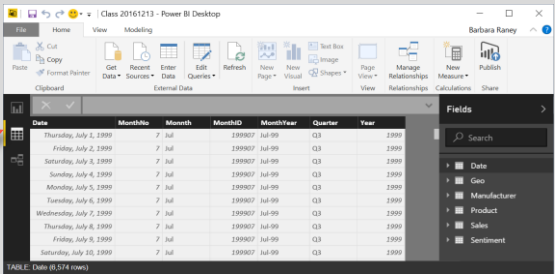 Class 20161213 - Power BI Desktop
File Home View Modeling Barbara Raney
Paste
Cut
Copy
Format Painter
Get Data
Recent Sources
Enter Data
Edit Queries
Refresh
New Page
New Visual
Text Box
Image
Shapes
Page View
Manage Relationships
New Measure
Publish
Clipboard External Data Insert View Relationships Calculations Share
Date MonthNo Monnth MonthID MonthYear Quarter Year
Thursday, July 1, 1999 7 Jul 199907 Jul-99 Q3 1999
Friday, July 2, 1999 7 Jul 199907 Jul-99 Q3 1999
Saturday, July 3, 1999 7 Jul 199907 Jul-99 Q3 1999
Sunday, July 4, 1999 7 Jul 199907 Jul-99 Q3 1999
Monday, July 5, 1999 7 Jul 199907 Jul-99 Q3 1999
Tuesday, July 6, 1999 7 Jul 199907 Jul-99 Q3 1999
Wednesday, July 7, 1999 7 Jul 199907 Jul-99 Q3 1999
Thursday, July 8, 1999 7 Jul 199907 Jul-99 Q3 1999
Friday, July 9, 1999 7 Jul 199907 Jul-99 Q3 1999
Saturday, July 10, 1999 7 Jul 199907 Jul-99 Q3 1999
Fields
Search
Date
Geo
Manufacturer
Product
Sales
Sentiment
TABLE: Date (6,574 rows)